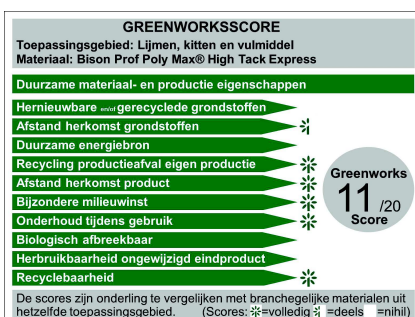 GREENWORKSSCORE
Toepassingsgebied: Lijmen, kitten en vulmiddel
Materiaal: Bison Prof Poly Max® High Tack Express
Duurzame materiaal- en productie eigenschappen
Hernieuwbare en/of gerecyclede grondstoffen
Afstand herkomst grondstoffen
Duurzame energiebron
Recycling productieafval eigen productie
Afstand herkomst product
Bijzondere milieuwinst
Onderhoud tijdens gebruik
Biologisch afbreekbaar
Herbruikbaarheid ongewijzigd eindproduct
Recyclebaarheid
Greenworks
11 /20
Score
De scores zijn onderling te vergelijken met branchegelijke materialen uit
hetzelfde toepassingsgebied. (Scores: =volledig =deels =nihil)